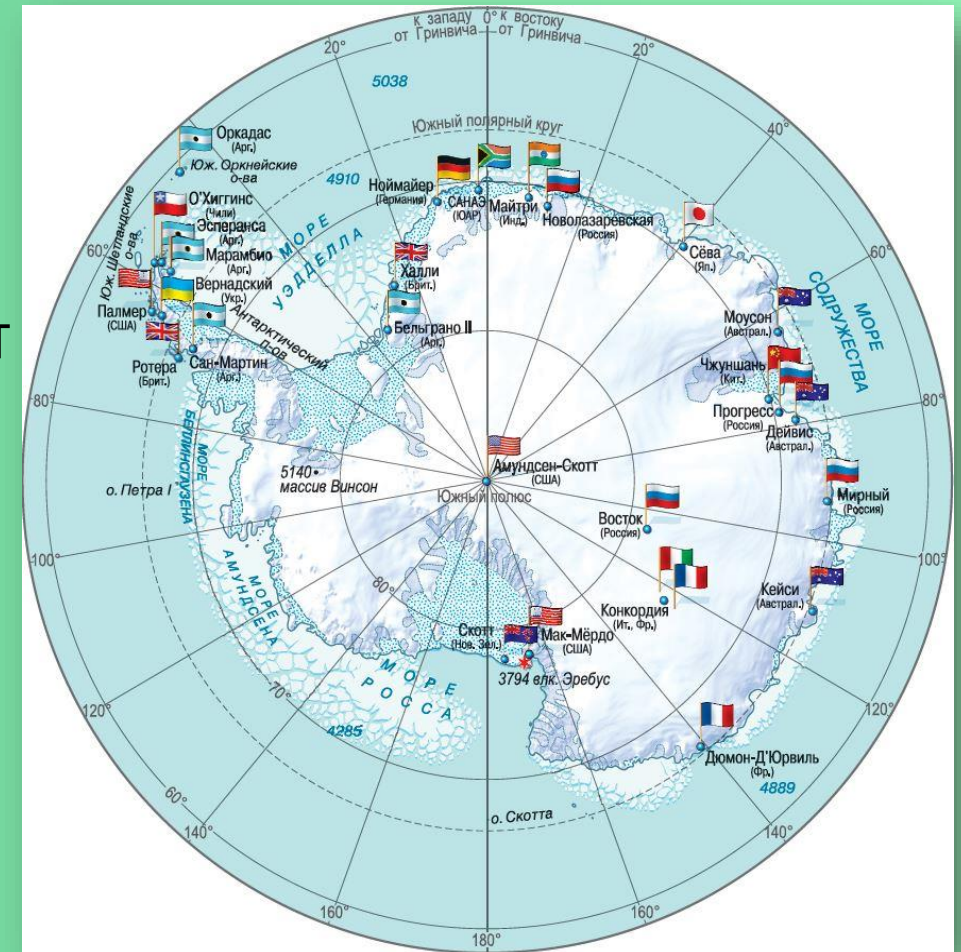 к западу 0° к востоку
от Гринвича от Гринвича
20°
20°
5038
Южный полярный круг
40°
Оркадас
(Арг.)
Юж. Оркнейские
о-ва
4910
Ноймайер
(Германия)
САНАЭ
(ЮАР)
Майтри
(Инд.)
Новолазаревская
(Россия)
О'Хиггинс
(Чили)
Эсперанса
(Арг.)
Марамбио
(Арг.)
Юж. Шетландские
о-ва
60°
МОРЕ
УЭДДЕЛЛА
Халли
(Брит.)
Сёва
(Яп.)
МОРЕ
СОДРУЖЕСТВА
Вернадский
(Укр.)
Палмер
(США)
Антарктический
п-ов
Бельграно II
(Арг.)
Моусон
(Австрал.)
т
Ротера
(Брит.)
Сан-Мартин
(Арг.)
Чжуншань
(Кит.)
Прогресс
(Россия)
Дейвис
(Австрал.)
80°
80°
МОРЕ
БЕЛЛИНСГАУЗЕНА
о. Петра I
5140
массив Винсон
Амундсен-Скотт
(США)
Южный полюс
Восток
(Россия)
Мирный
(Россия)
100°
100°
МОРЕ
АМУНДСЕНА
80°
Конкордия
(Ит., Фр.)
Кейси
(Австрал.)
Скотт
(Нов. Зел.)
Мак-Мёрдо
(США)
3794 влк. Эребус
МОРЕ
РОССА
70°
4285
120°
120°
Дюмон-Д'Юрвиль
(Фр.)
4889
60°
о. Скотта
140°
140°
160°
160°
180°